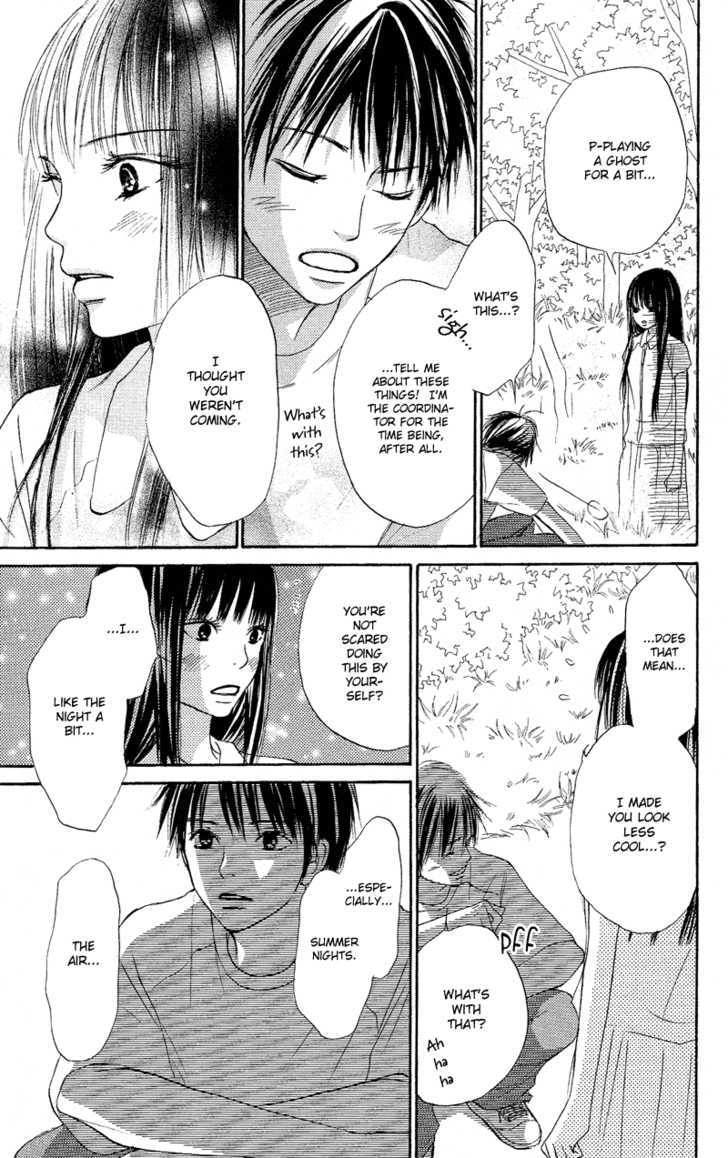 P-PLAYING
A GHOST
FOR A BIT...
WHAT'S
THIS...?
sigh...
...TELL ME
ABOUT THESE
THINGS! I'M
THE COORDINA-
TOR FOR THE
TIME BEING,
AFTER ALL.
What's
with
this?
I
THOUGHT
YOU
WEREN'T
COMING.
...DOES
THAT
MEAN...
I MADE
YOU LOOK
LESS
COOL...?
PFF
WHAT'S
WITH
THAT?
Ah
ha
ha
YOU'RE
NOT
SCARED
DOING
THIS BY
YOUR-
SELF?
...I...
LIKE THE
NIGHT A
BIT...
...ESPE-
CIALLY...
SUMMER
NIGHTS.
THE
AIR...